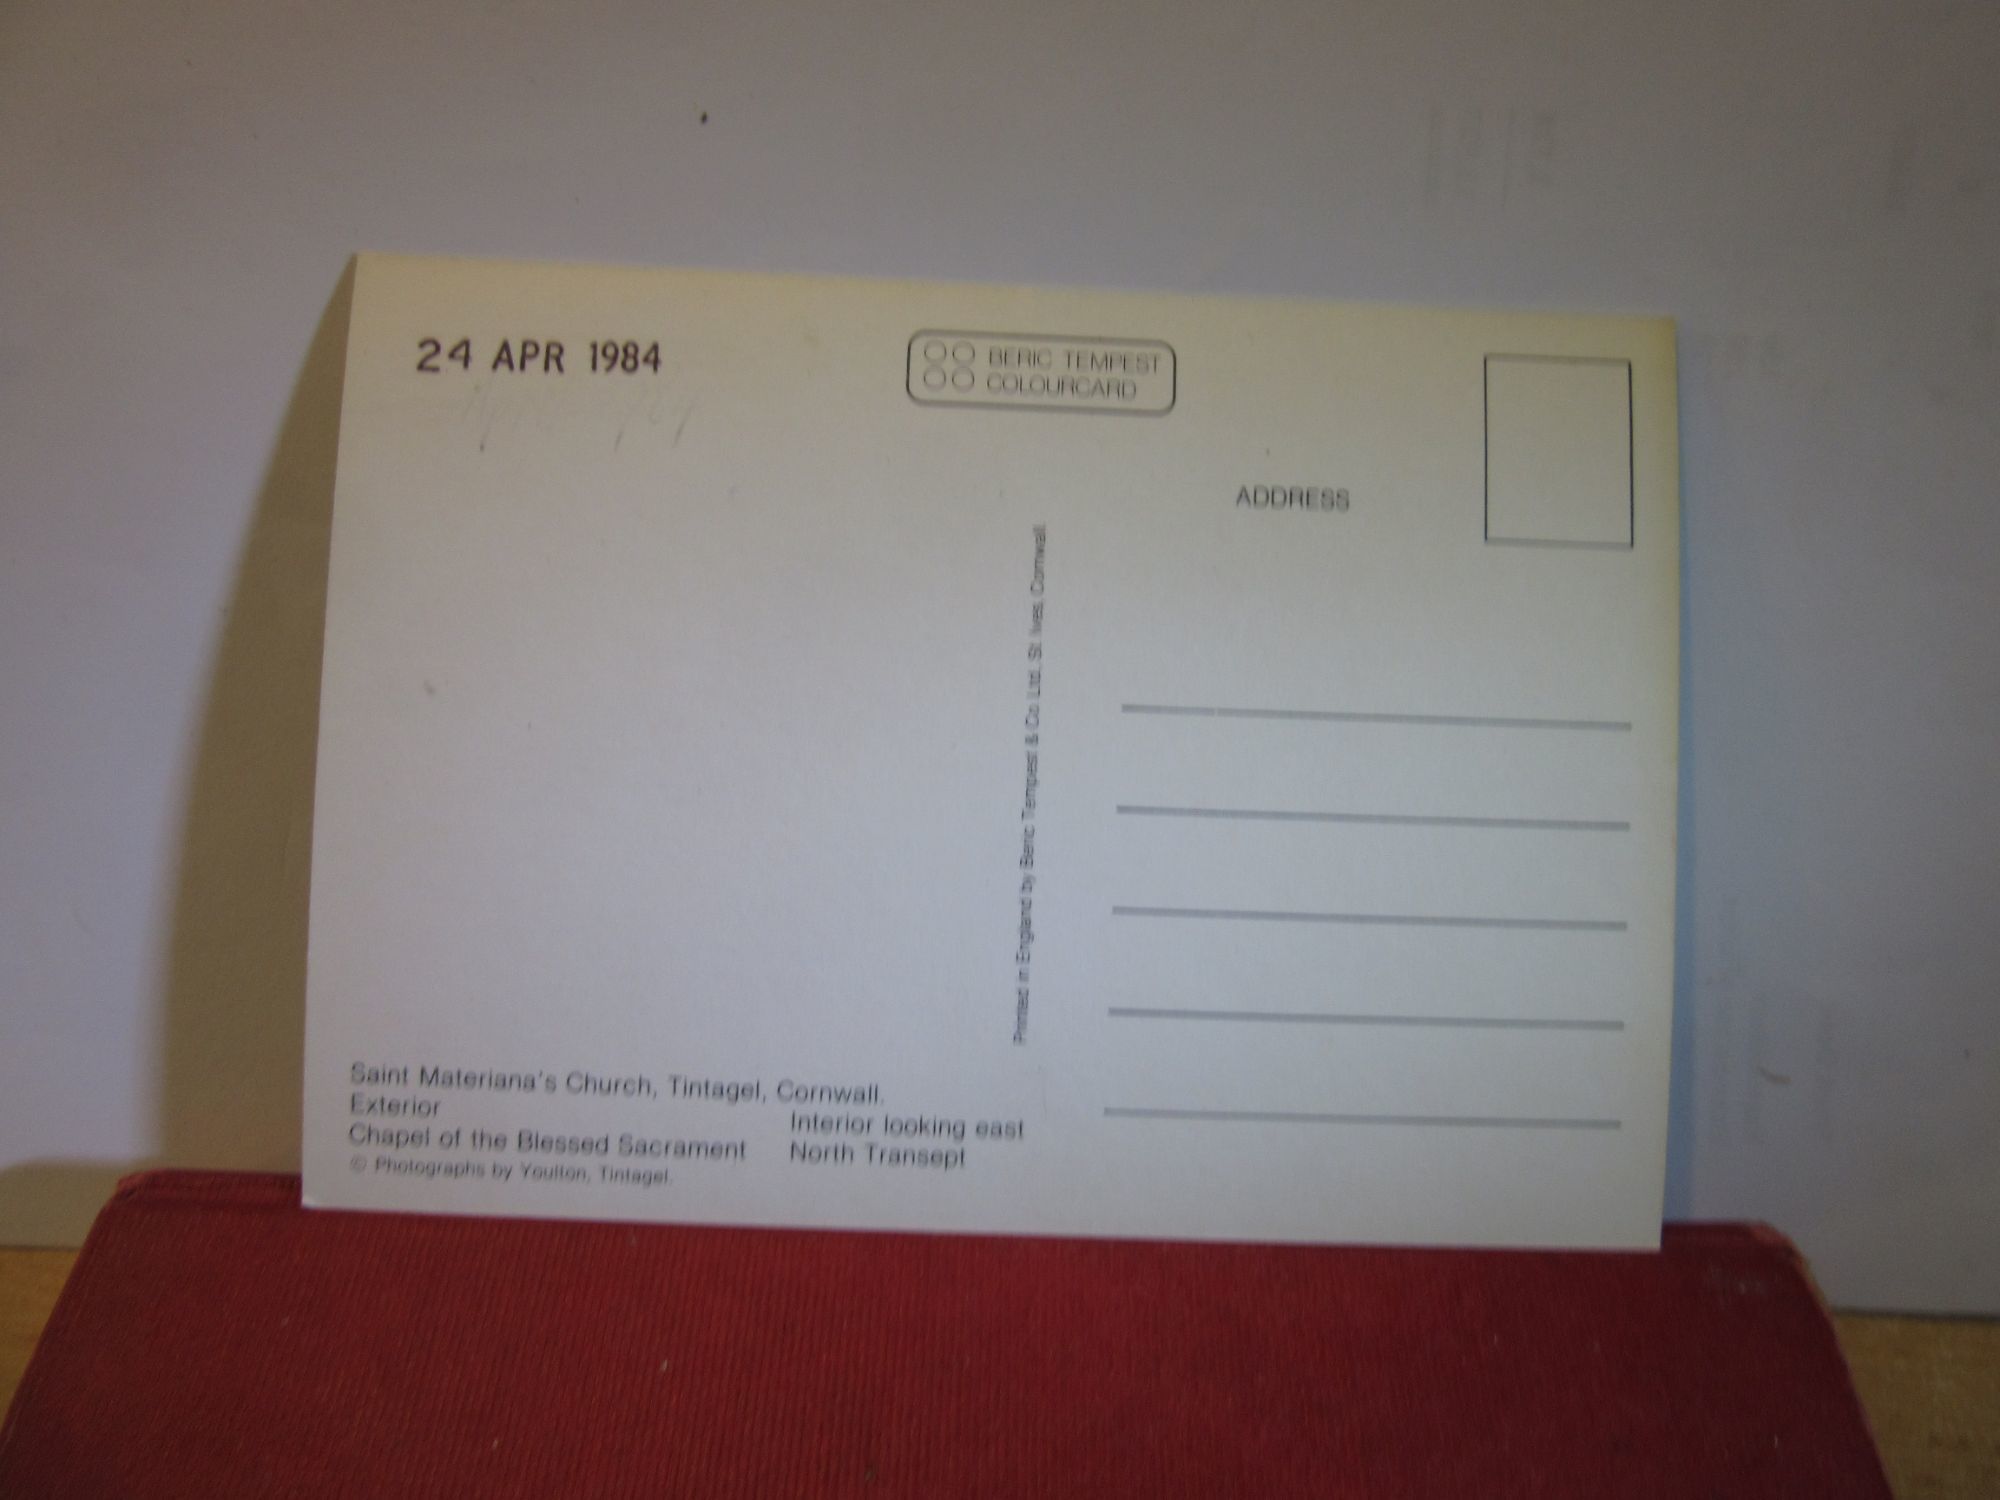 24 APR 1984
BERIC TEMPEST
COLOURCARD
ADDRESS
Printed in England by Beric Tempest & Co. Ltd. St. Ives, Cornwall.
Saint Materiana's Church, Tintagel, Cornwall.
Exterior Interior looking east
Chapel of the Blessed Sacrament North Transept
© Photographs by Youlton, Tintagel.